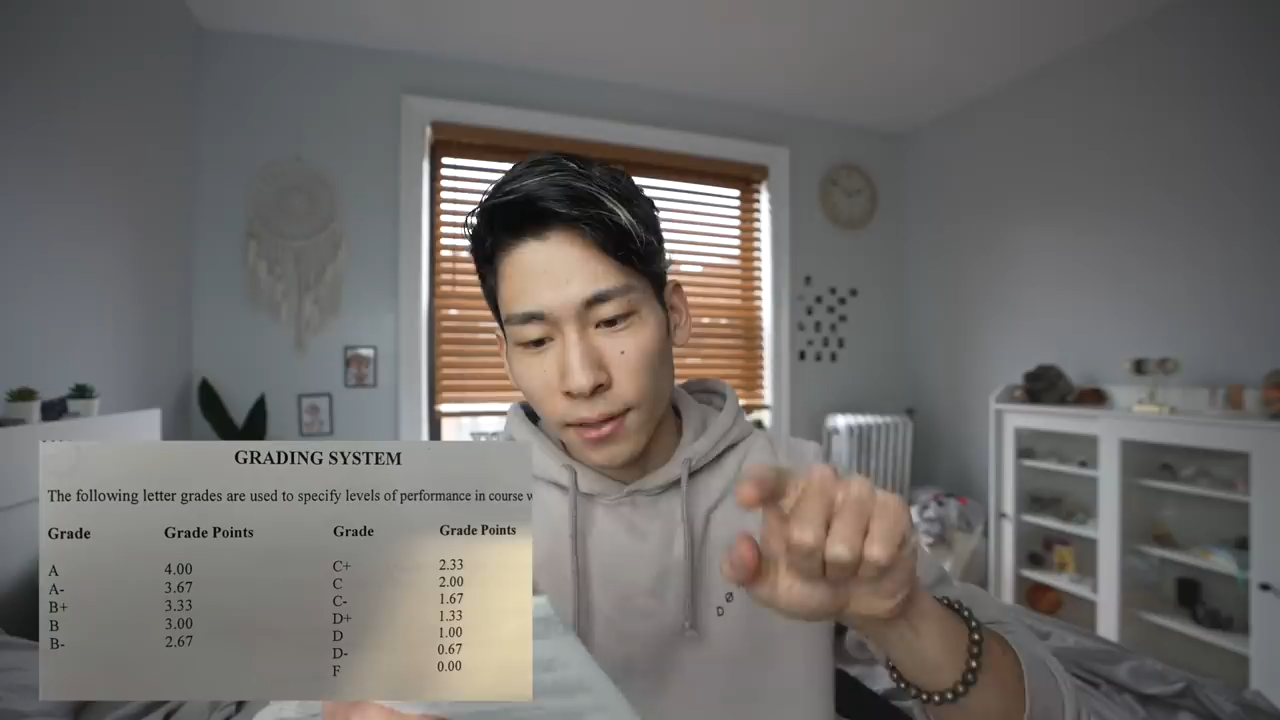 GRADING SYSTEM
The following letter grades are used to specify levels of performance in course
Grade Grade Points Grade Grade Points
A 4.00 C+ 2.33
A- 3.67 C 2.00
B+ 3.33 C- 1.67
B 3.00 D+ 1.33
B- 2.67 D 1.00
D- 0.67
F 0.00
DØ